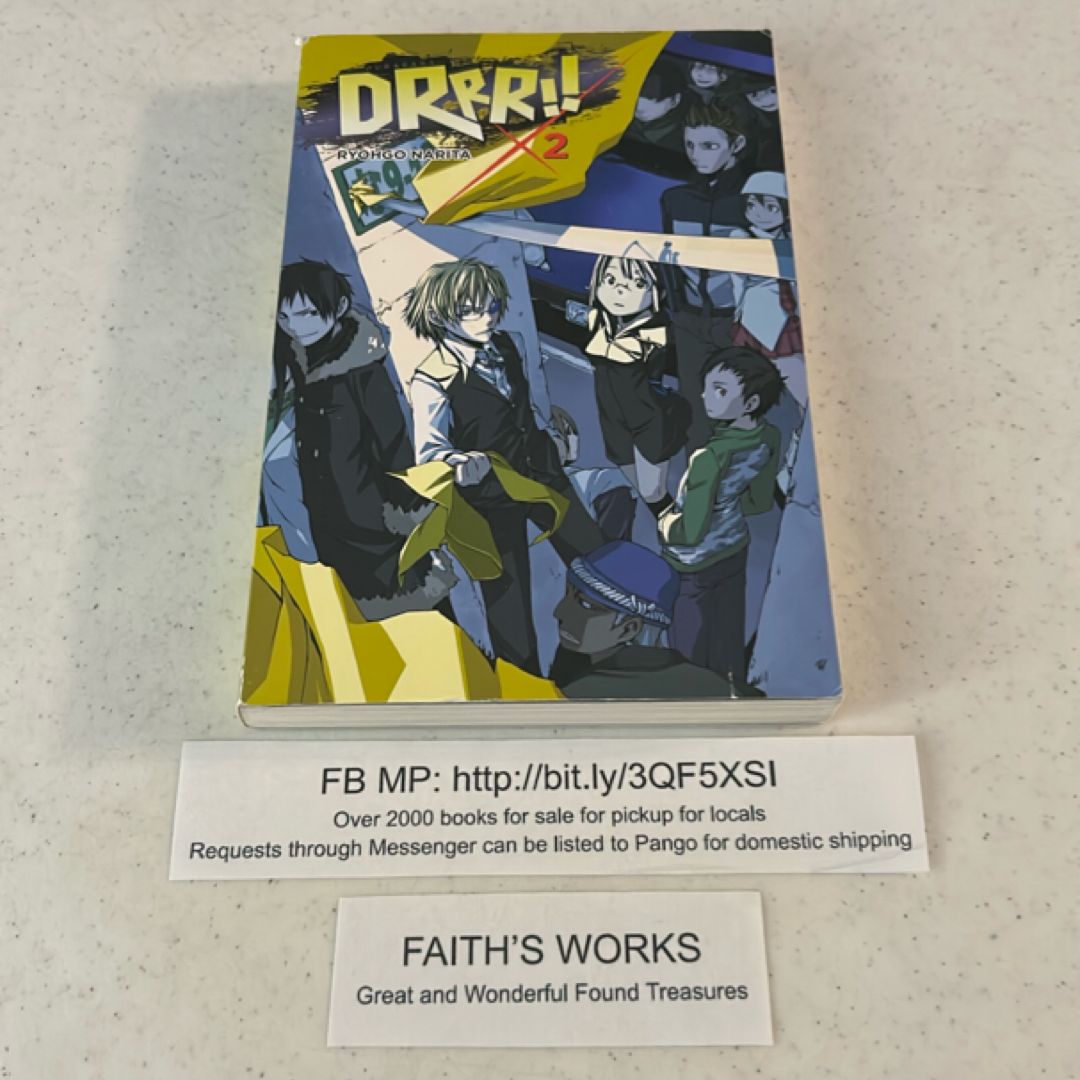 DRRR!!
×2
RYOHGO NARITA
FB MP: http://bit.ly/3QF5XSI
Over 2000 books for sale for pickup for locals
Requests through Messenger can be listed to Pango for domestic shipping
FAITH'S WORKS
Great and Wonderful Found Treasures